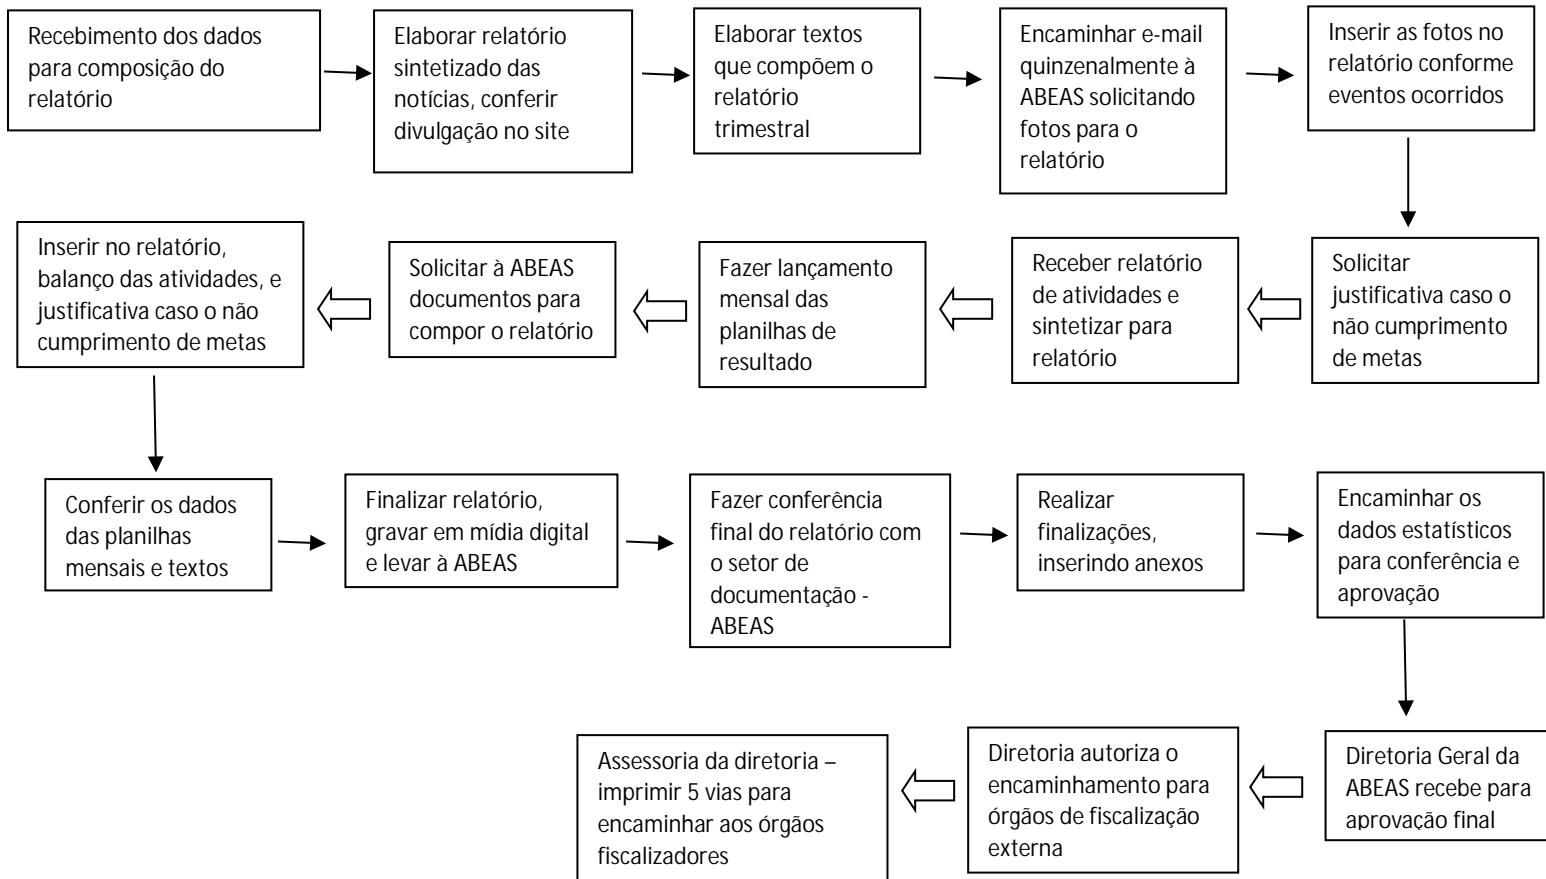 Recebimento dos dados
para composição do
relatório
Elaborar relatório
sintetizado das
notícias, conferir
divulgação no site
Elaborar textos
que compõem o
relatório
trimestral
Encaminhar e-mail
quinzenalmente à
ABEAS solicitando
fotos para o
relatório
Inserir as fotos no
relatório conforme
eventos ocorridos
Solicitar
justificativa caso o
não cumprimento
de metas
Receber relatório
de atividades e
sintetizar para
relatório
Fazer lançamento
mensal das
planilhas de
resultado
Solicitar à ABEAS
documentos para
compor o relatório
Inserir no relatório,
balanço das atividades, e
justificativa caso o não
cumprimento de metas
Conferir os dados
das planilhas
mensais e textos
Finalizar relatório,
gravar em mídia digital
e levar à ABEAS
Fazer conferência
final do relatório com
o setor de
documentação -
ABEAS
Realizar
finalizações,
inserindo anexos
Encaminhar os
dados estatísticos
para conferência e
aprovação
Diretoria Geral da
ABEAS recebe para
aprovação final
Diretoria autoriza o
encaminhamento para
órgãos de fiscalização
externa
Assessoria da diretoria –
imprimir 5 vias para
encaminhar aos órgãos
fiscalizadores